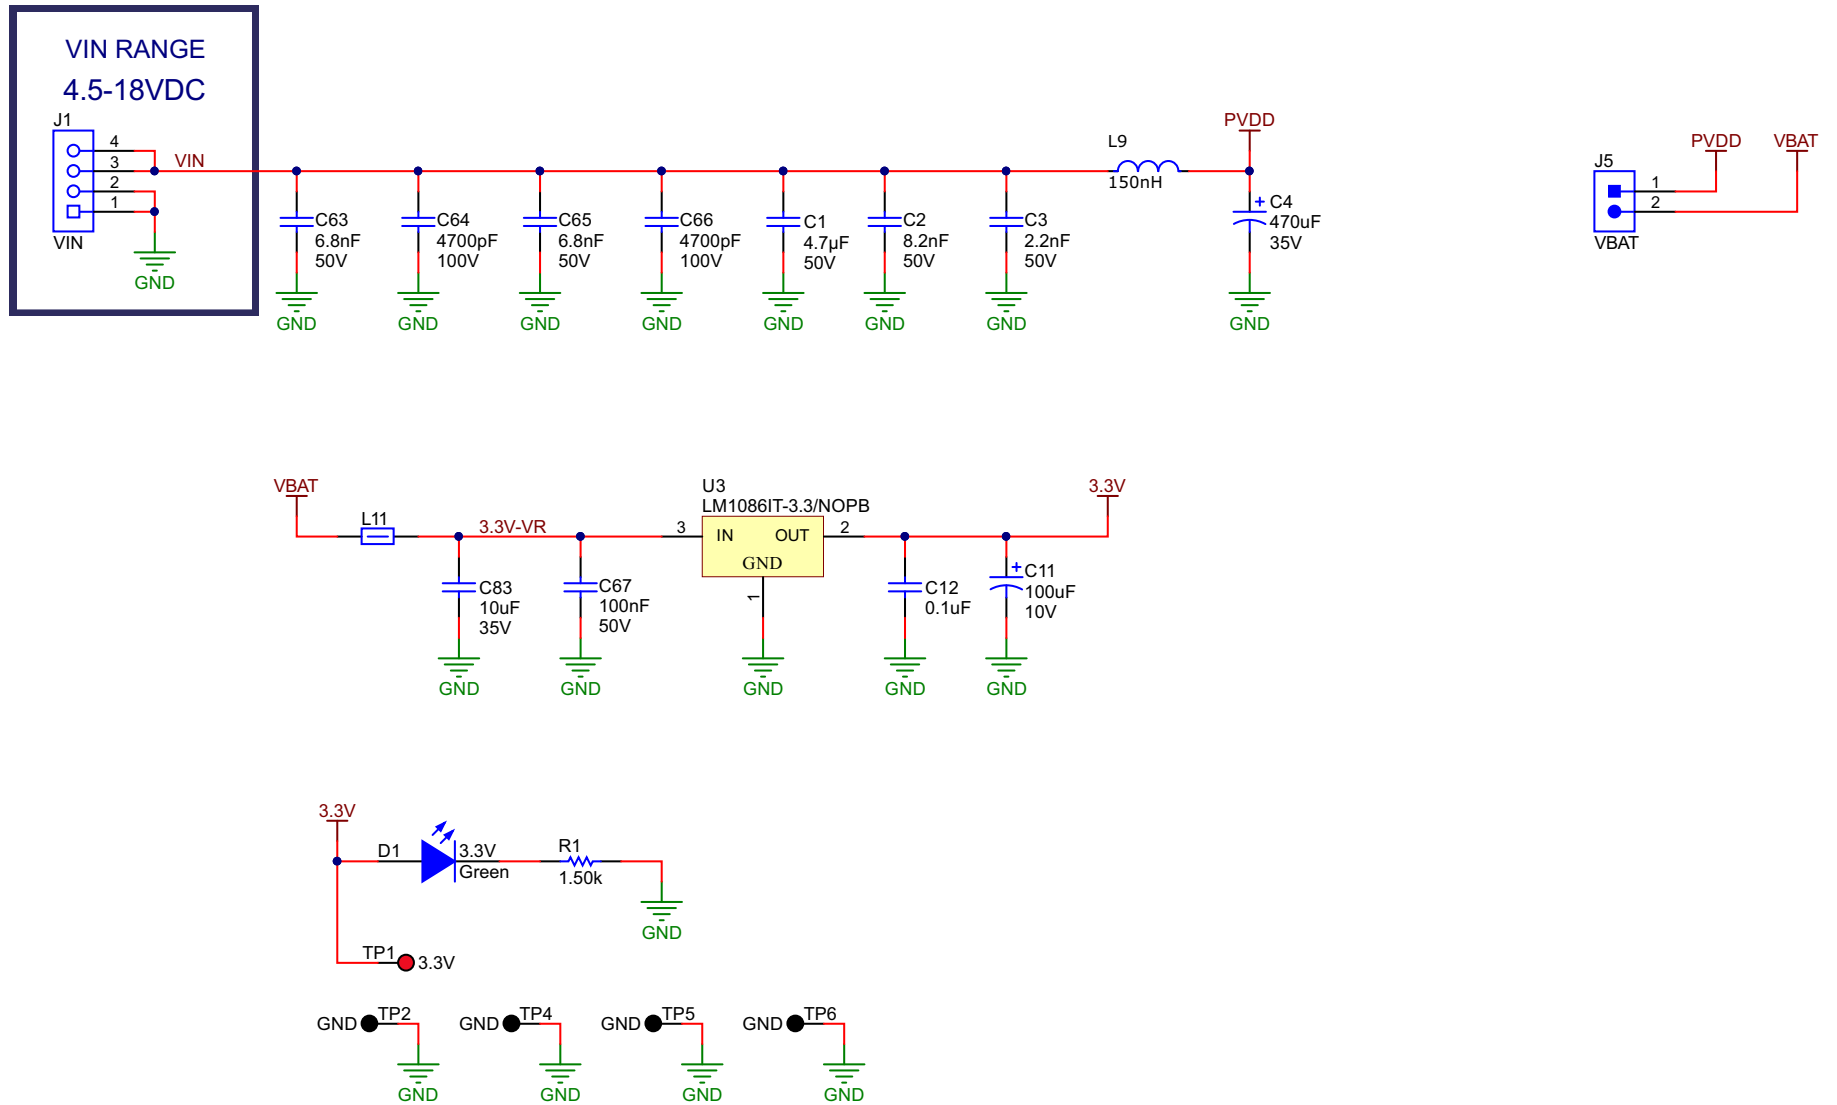 VIN RANGE
4.5-18VDC
J1
4
3
2
1
VIN
VIN
GND
C63
6.8nF
50V
GND
C64
4700pF
100V
GND
C65
6.8nF
50V
GND
C66
4700pF
100V
GND
C1
4.7µF
50V
GND
C2
8.2nF
50V
GND
C3
2.2nF
50V
GND
L9
150nH
PVDD
+
C4
470uF
35V
GND
PVDD
VBAT
J5
1
2
VBAT
VBAT
L11
3.3V-VR
C83
10uF
35V
GND
C67
100nF
50V
GND
U3
LM1086IT-3.3/NOPB
3
IN
OUT
2
GND
1
GND
C12
0.1uF
GND
+
C11
100uF
10V
GND
3.3V
3.3V
D1
3.3V
Green
R1
1.50k
GND
TP1
3.3V
GND
TP2
GND
GND
TP4
GND
GND
TP5
GND
GND
TP6
GND